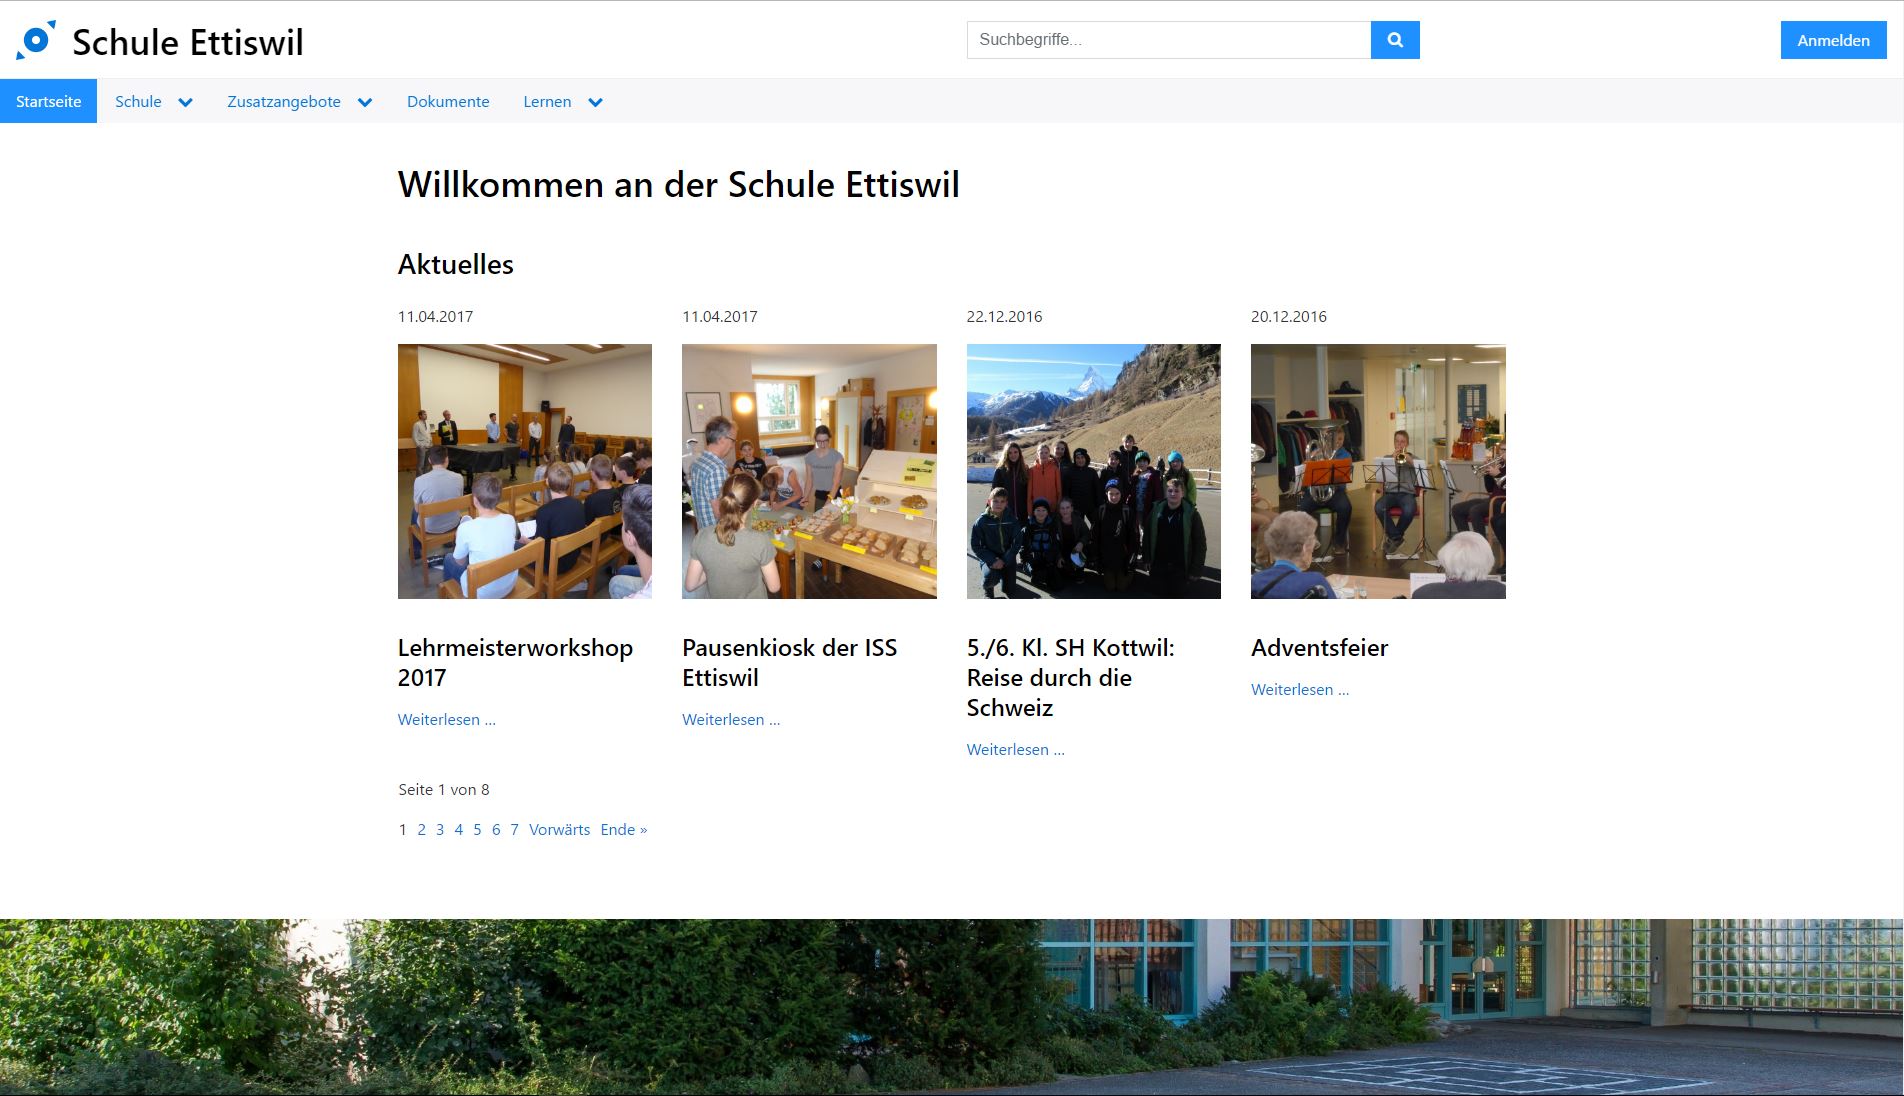 Schule Ettiswil
Suchbegriffe...
Anmelden
Startseite
Schule
Zusatzangebote
Dokumente
Lernen
Willkommen an der Schule Ettiswil
Aktuelles
11.04.2017
Lehrmeisterworkshop
2017
Weiterlesen ...
11.04.2017
Pausenkiosk der ISS
Ettiswil
Weiterlesen ...
22.12.2016
5./6. Kl. SH Kottwil:
Reise durch die
Schweiz
Weiterlesen ...
20.12.2016
Adventsfeier
Weiterlesen ...
Seite 1 von 8
1 2 3 4 5 6 7 Vorwärts Ende »